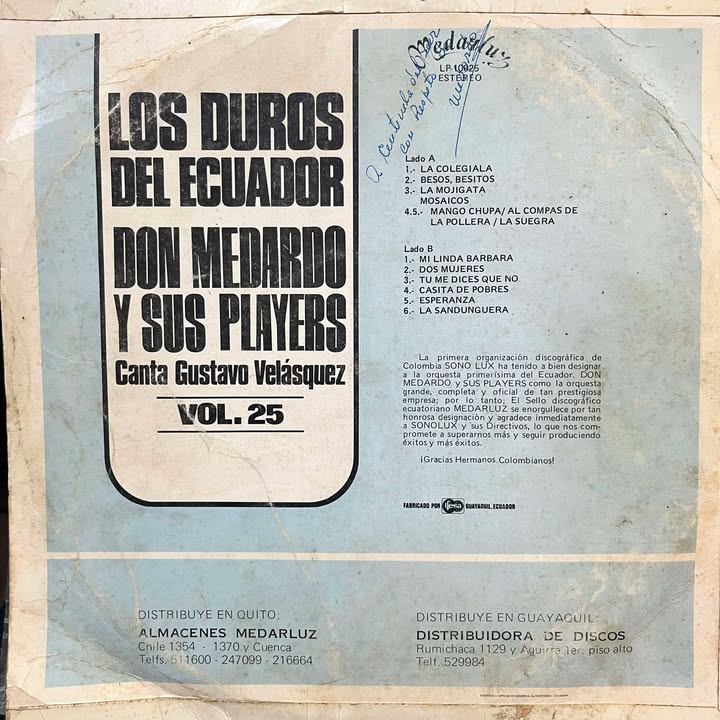 LOS DUROS
DEL ECUADOR
DON MEDARDO
Y SUS PLAYERS
Canta Gustavo Velásquez
VOL. 25
Medarluz
LP-10025
ESTEREO
con Respeto
Lado A
1.- LA COLEGIALA
2.- BESOS, BESITOS
3.- LA MOJIGATA
MOSAICOS
4.5.- MANGO CHUPA/ AL COMPAS DE
LA POLLERA / LA SUEGRA
Lado B
1.- MI LINDA BARBARA
2.- DOS MUJERES
3.- TU ME DICES QUE NO
4.- CASITA DE POBRES
5.- ESPERANZA
6.- LA SANDUNGUERA
La primera organización discográfica de
Colombia SONO LUX ha tenido a bien designar
a la orquesta primerísima del Ecuador. DON
MEDARDO y SUS PLAYERS como la orquesta
grande, completa y oficial de tan prestigiosa
empresa; por lo tanto; El Sello discográfico
ecuatoriano MEDARLUZ se enorgullece por tan
honrosa designación y agradece inmediatamente
a SONOLUX y sus Directivos, lo que nos com-
promete a superarnos más y seguir produciendo
éxitos y más éxitos.
¡Gracias Hermanos Colombianos!
FABRICADO POR GUAYAQUIL, ECUADOR
DISTRIBUYE EN QUITO:
ALMACENES MEDARLUZ
Chile 1354 - 1370 y Cuenca
Telfs. 511600 - 247099 - 216664
DISTRIBUYE EN GUAYAQUIL:
DISTRIBUIDORA DE DISCOS
Rumichaca 1129 y Aguirre 1er. piso alto
Telf. 529984